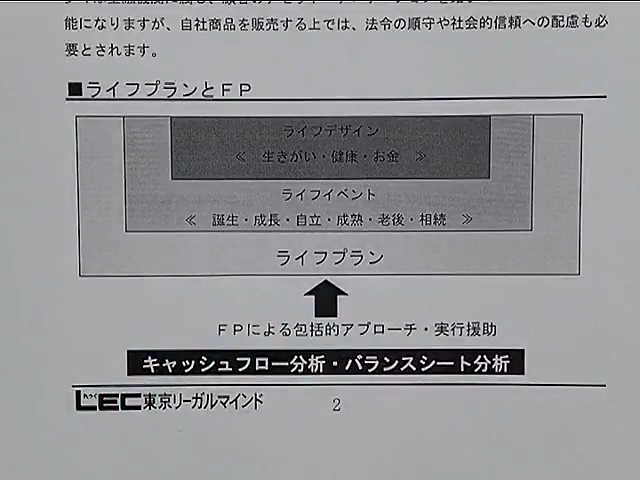 能になりますが、自社商品を販売する上では、法令の順守や社会的信頼への配慮も必
要とされます。
■ライフプランとＦＰ
ライフデザイン
≪ 生きがい・健康・お金 ≫
ライフイベント
≪ 誕生・成長・自立・成熟・老後・相続 ≫
ライフプラン
ＦＰによる包括的アプローチ・実行援助
キャッシュフロー分析・バランスシート分析
LEC東京リーガルマインド 2